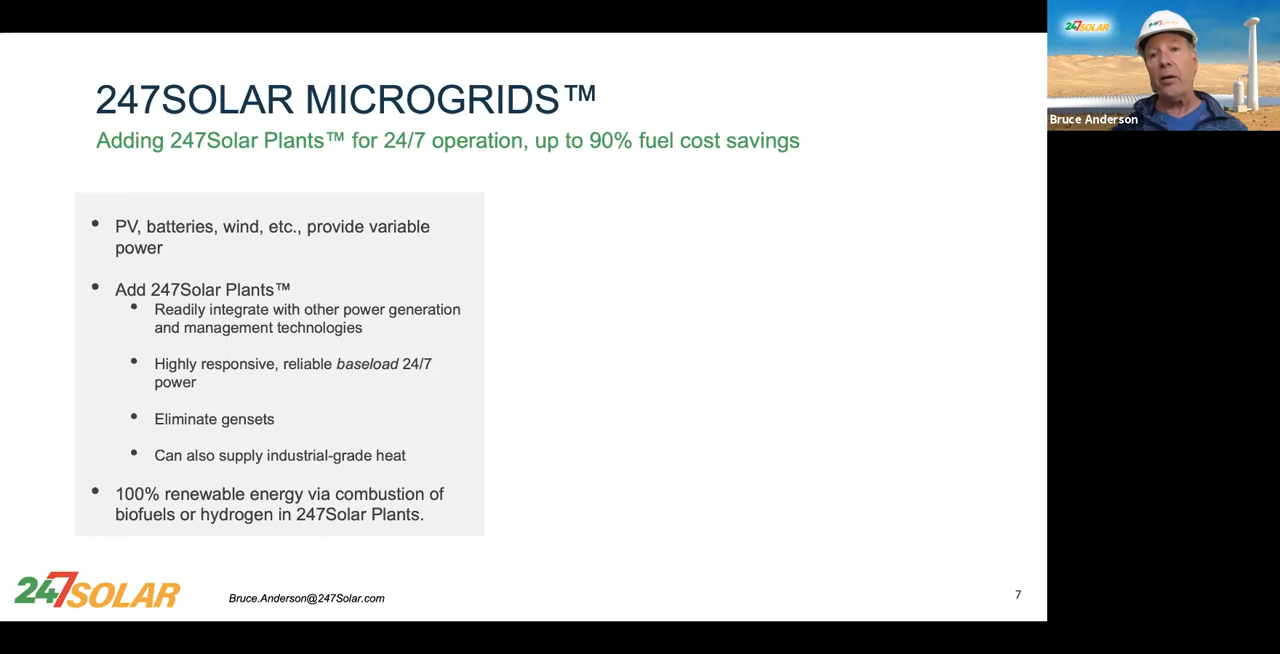 247SOLAR
Bruce Anderson
247SOLAR MICROGRIDS™
Adding 247Solar Plants™ for 24/7 operation, up to 90% fuel cost savings
• PV, batteries, wind, etc., provide variable
power
• Add 247Solar Plants™
• Readily integrate with other power generation
and management technologies
• Highly responsive, reliable baseload 24/7
power
• Eliminate gensets
• Can also supply industrial-grade heat
• 100% renewable energy via combustion of
biofuels or hydrogen in 247Solar Plants.
247SOLAR
Bruce.Anderson@247Solar.com
7